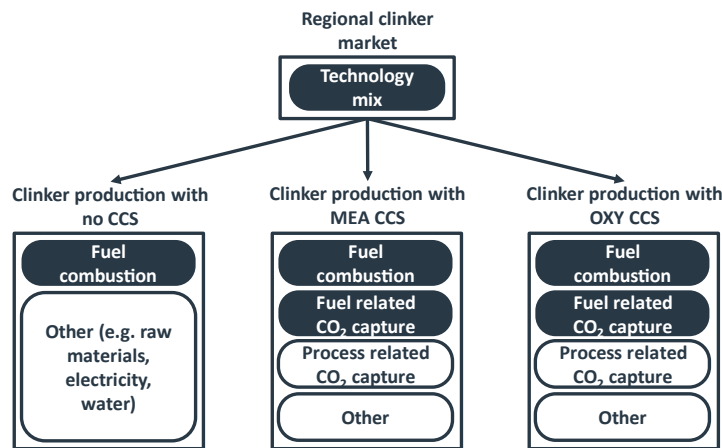 Regional clinker
market
Technology
mix
Clinker production with
no CCS
Fuel
combustion
Other (e.g. raw
materials,
electricity,
water)
Clinker production with
MEA CCS
Fuel
combustion
Fuel related
CO₂ capture
Process related
CO₂ capture
Other
Clinker production with
OXY CCS
Fuel
combustion
Fuel related
CO₂ capture
Process related
CO₂ capture
Other